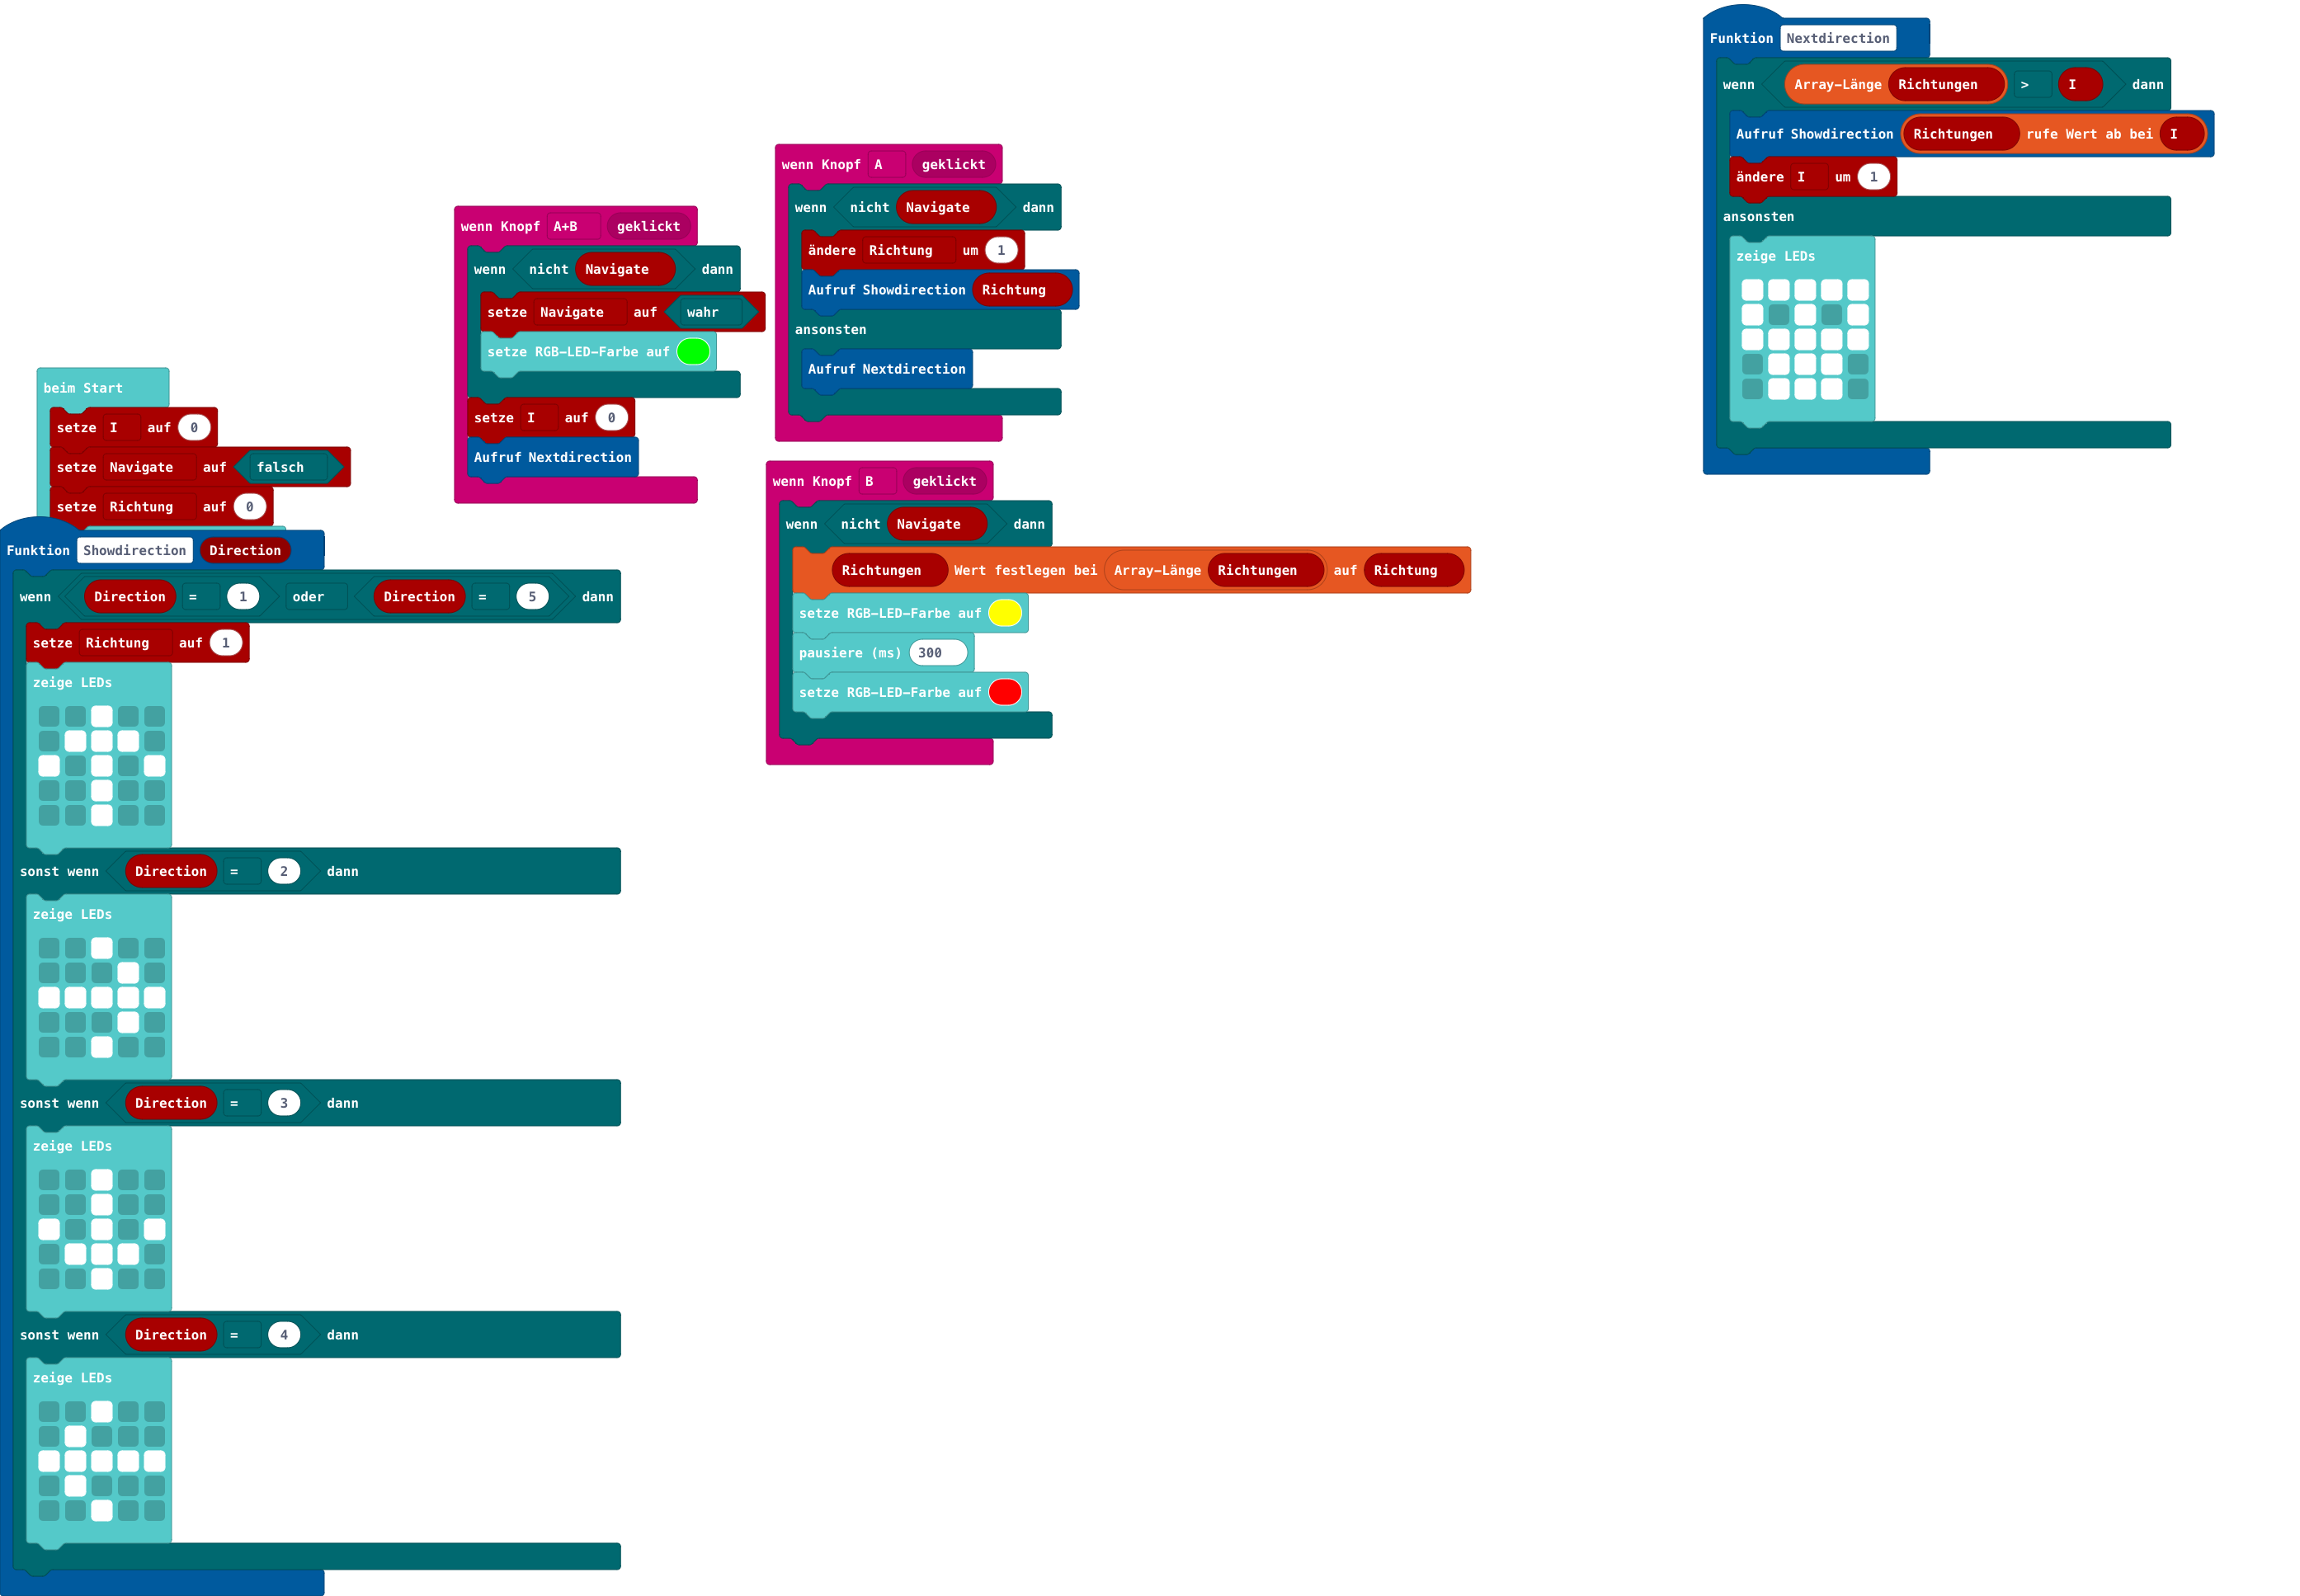 beim Start
setze I auf 0
setze Navigate auf falsch
setze Richtung auf 0
Funktion Showdirection Direction
wenn Direction = 1 oder Direction = 5 dann
setze Richtung auf 1
zeige LEDs
sonst wenn Direction = 2 dann
zeige LEDs
sonst wenn Direction = 3 dann
zeige LEDs
sonst wenn Direction = 4 dann
zeige LEDs
wenn Knopf A+B geklickt
wenn nicht Navigate dann
setze Navigate auf wahr
setze RGB-LED-Farbe auf
setze I auf 0
Aufruf Nextdirection
wenn Knopf A geklickt
wenn nicht Navigate dann
ändere Richtung um 1
Aufruf Showdirection Richtung
ansonsten
Aufruf Nextdirection
wenn Knopf B geklickt
wenn nicht Navigate dann
Richtungen Wert festlegen bei Array-Länge Richtungen auf Richtung
setze RGB-LED-Farbe auf
pausiere (ms) 300
setze RGB-LED-Farbe auf
Funktion Nextdirection
wenn Array-Länge Richtungen > I dann
Aufruf Showdirection Richtungen rufe Wert ab bei I
ändere I um 1
ansonsten
zeige LEDs